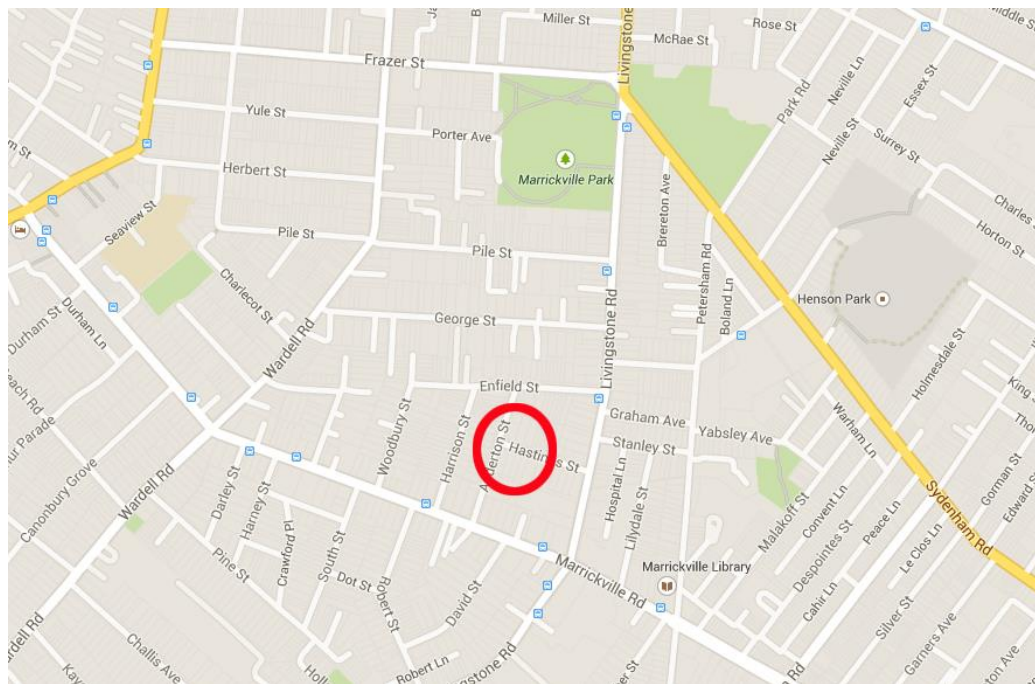 Miller St
Rose St
McRae St
Livingstone Rd
Frazer St
Park Rd
Neville Ln
Essex St
Yule St
Porter Ave
Neville St
Surrey St
Herbert St
Marrickville Park
Brereton Ave
Charles
Seaview St
Horton St
Pile St
Pile St
Petersham Rd
Boland Ln
Henson Park
Charlecot St
Durham St
Durham Ln
Wardell Rd
George St
Livingstone Rd
Holmesdale St
Enfield St
Graham Ave
Yabsley Ave
Warham Ln
Woodbury St
Harrison St
Hastings St
Stanley St
Hospital Ln
Lilydale St
Canonbury Grove
Wardell Rd
Darley St
Harney St
Crawford Pl
South St
Pine St
Dot St
Robert St
David St
Marrickville Rd
Marrickville Library
Malakoff St
Convent Ln
Despointes St
Peace Ln
Cahir Ln
Le Clos Ln
Sydenham Rd
Gorman St
Silver St
Garners Ave
Challis Ave
Robert Ln